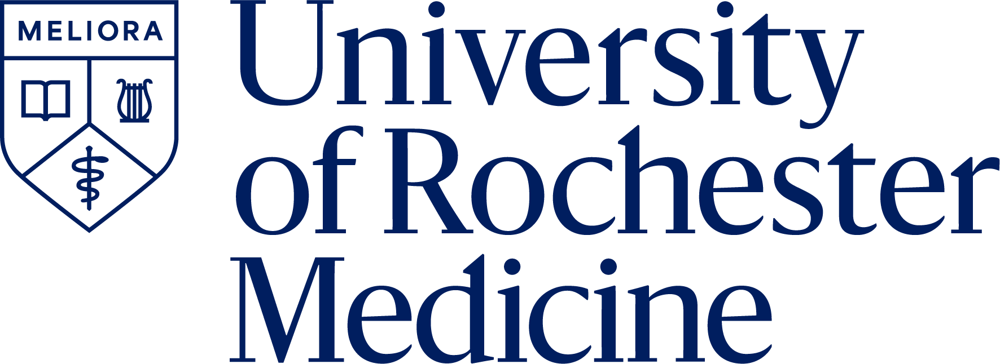 MELIORA
University
of Rochester
Medicine